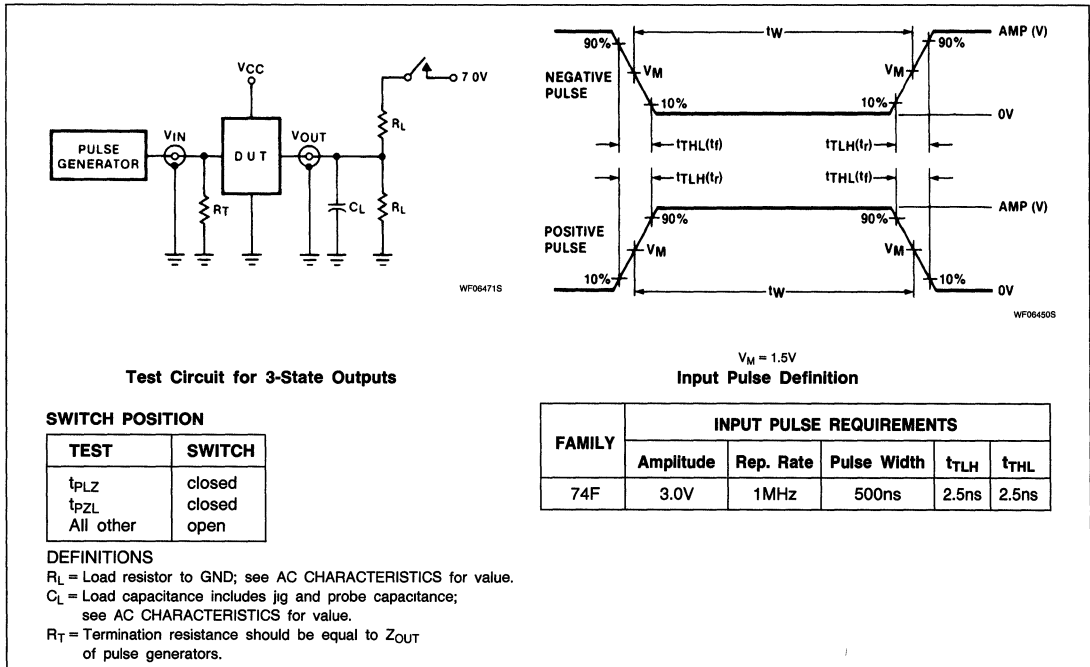 VCC
7 0V
RL
PULSE GENERATOR
VIN
DUT
VOUT
RT
CL
RL
WF06471S
Test Circuit for 3-State Outputs
tW
AMP (V)
90%
90%
NEGATIVE PULSE
VM
VM
10%
10%
0V
tTHL(tf)
tTLH(tr)
tTLH(tr)
tTHL(tf)
AMP (V)
90%
90%
POSITIVE PULSE
VM
VM
10%
10%
tW
0V
WF06450S
VM = 1.5V
Input Pulse Definition
SWITCH POSITION
TEST SWITCH
tPLZ closed
tPZL closed
All other open
FAMILY INPUT PULSE REQUIREMENTS
Amplitude Rep. Rate Pulse Width tTLH tTHL
74F 3.0V 1MHz 500ns 2.5ns 2.5ns
DEFINITIONS
RL = Load resistor to GND; see AC CHARACTERISTICS for value.
CL = Load capacitance includes jig and probe capacitance;
see AC CHARACTERISTICS for value.
RT = Termination resistance should be equal to ZOUT
of pulse generators.